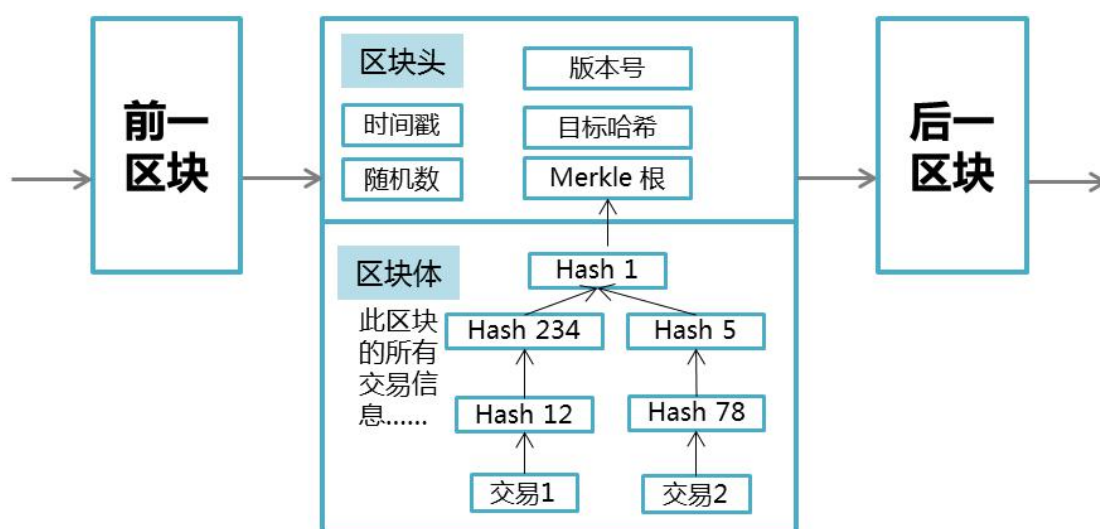 前一
区块
区块头
版本号
时间戳
目标哈希
随机数
Merkle 根
区块体
Hash 1
此区块
的所有
交易信
息......
Hash 234
Hash 5
Hash 12
Hash 78
交易1
交易2
后一
区块